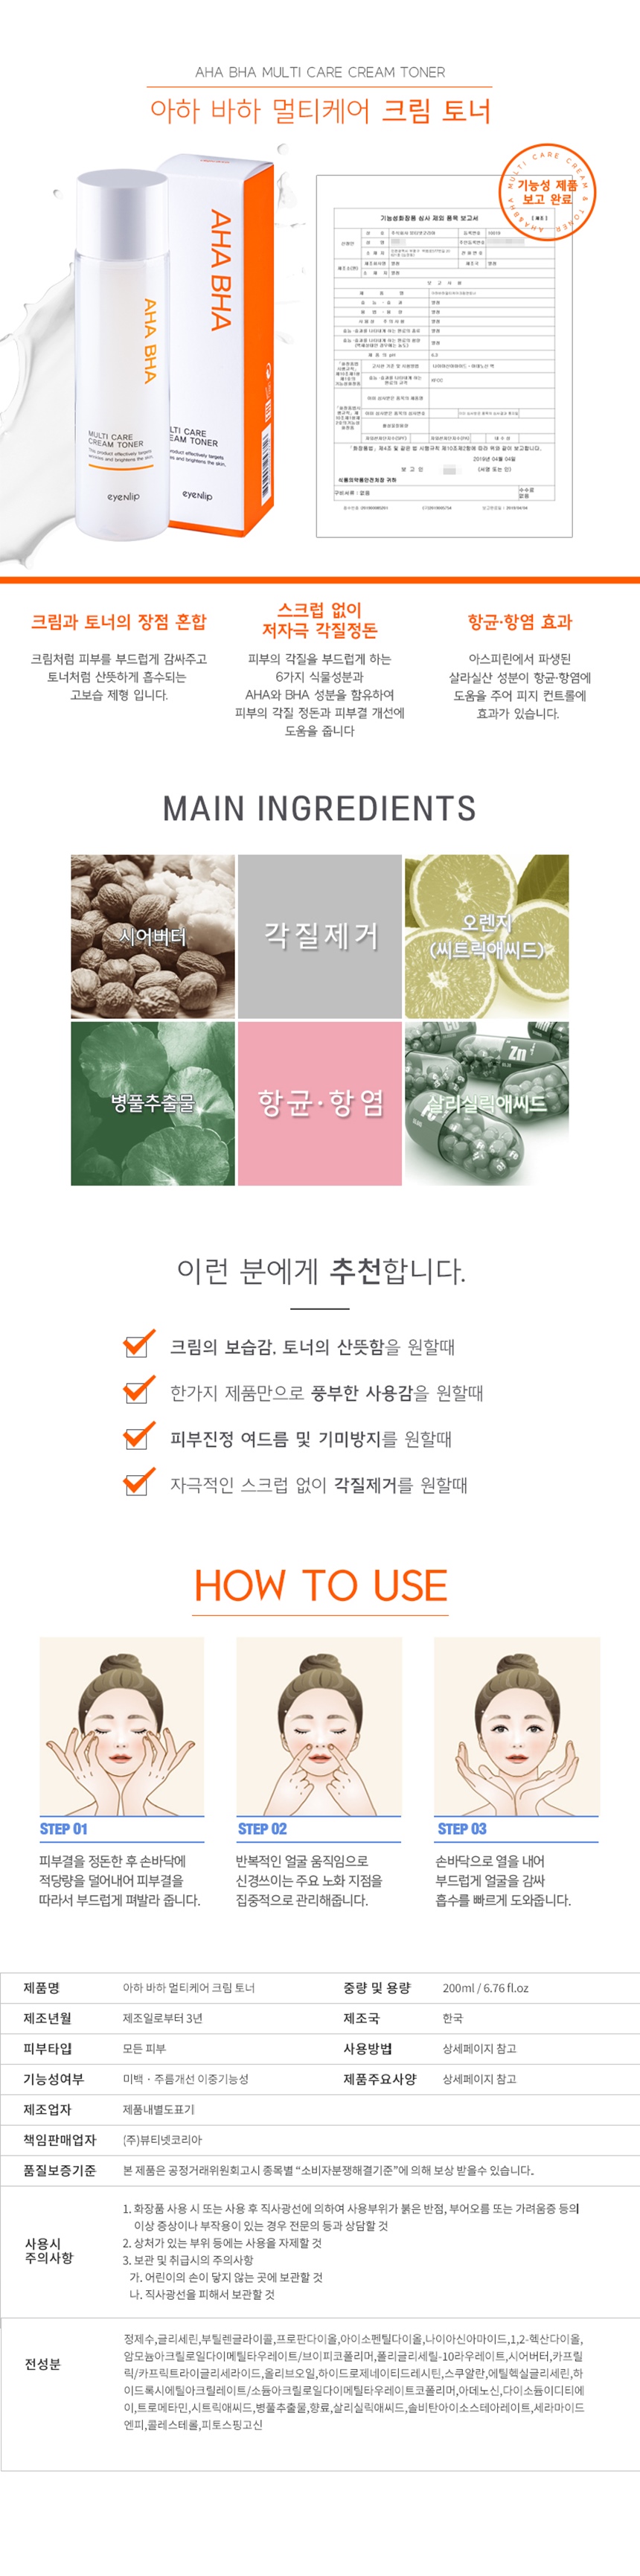 AHA BHA MULTI CARE CREAM TONER
아하 바하 멀티케어 크림 토너
MULTI CARE CREAM & TONER
AHA&BHA
기능성 제품
보고 완료
AHA BHA
AHA BHA
MULTI CARE
CREAM TONER
eyeNlip
LTI CARE
EAM TONER
eyeNlip
기능성화장품 심사 제외 품목 보고서
보 고 사 항
2018년 04월 04일
보 고 인
(서명 또는 인)
식품의약품안전처장 귀하
크림과 토너의 장점 혼합
크림처럼 피부를 부드럽게 감싸주고
토너처럼 산뜻하게 흡수되는
고보습 제형 입니다.
스크럽 없이
저자극 각질정돈
피부의 각질을 부드럽게 하는
6가지 식물성분과
AHA와 BHA 성분을 함유하여
피부의 각질 정돈과 피부결 개선에
도움을 줍니다
항균·항염 효과
아스피린에서 파생된
살라실산 성분이 항균·항염에
도움을 주어 피지 컨트롤에
효과가 있습니다.
MAIN INGREDIENTS
시어버터
각질제거
오렌지
(씨트릭애씨드)
병풀추출물
항균·항염
살리실릭애씨드
Zn
이런 분에게 추천합니다.
크림의 보습감, 토너의 산뜻함을 원할때
한가지 제품만으로 풍부한 사용감을 원할때
피부진정 여드름 및 기미방지를 원할때
자극적인 스크럽 없이 각질제거를 원할때
HOW TO USE
STEP 01
피부결을 정돈한 후 손바닥에
적당량을 덜어내어 피부결을
따라서 부드럽게 펴발라 줍니다.
STEP 02
반복적인 얼굴 움직임으로
신경쓰이는 주요 노화 지점을
집중적으로 관리해줍니다.
STEP 03
손바닥으로 열을 내어
부드럽게 얼굴을 감싸
흡수를 빠르게 도와줍니다.
제품명 아하 바하 멀티케어 크림 토너 중량 및 용량 200ml / 6.76 fl.oz
제조년월 제조일로부터 3년 제조국 한국
피부타입 모든 피부 사용방법 상세페이지 참고
기능성여부 미백 · 주름개선 이중기능성 제품주요사양 상세페이지 참고
제조업자 제품내별도표기
책임판매업자 (주)뷰티넷코리아
품질보증기준 본 제품은 공정거래위원회고시 종목별 “소비자분쟁해결기준”에 의해 보상 받을수 있습니다.
사용시
주의사항
1. 화장품 사용 시 또는 사용 후 직사광선에 의하여 사용부위가 붉은 반점, 부어오름 또는 가려움증 등의
이상 증상이나 부작용이 있는 경우 전문의 등과 상담할 것
2. 상처가 있는 부위 등에는 사용을 자제할 것
3. 보관 및 취급시의 주의사항
가. 어린이의 손이 닿지 않는 곳에 보관할 것
나. 직사광선을 피해서 보관할 것
전성분
정제수,글리세린,부틸렌글라이콜,프로판다이올,아이소펜틸다이올,나이아신아마이드,1,2-헥산다이올,
암모늄아크릴로일다이메틸타우레이트/브이피코폴리머,폴리글리세릴-10라우레이트,시어버터,카프릴
릭/카프릭트라이글리세라이드,올리브오일,하이드로제네이티드레시틴,스쿠알란,에틸헥실글리세린,하
이드록시에틸아크릴레이트/소듐아크릴로일다이메틸타우레이트코폴리머,아데노신,다이소듐이디티에
이,트로메타민,시트릭애씨드,병풀추출물,향료,살리실릭애씨드,솔비탄아이소스테아레이트,세라마이드
엔피,콜레스테롤,피토스핑고신